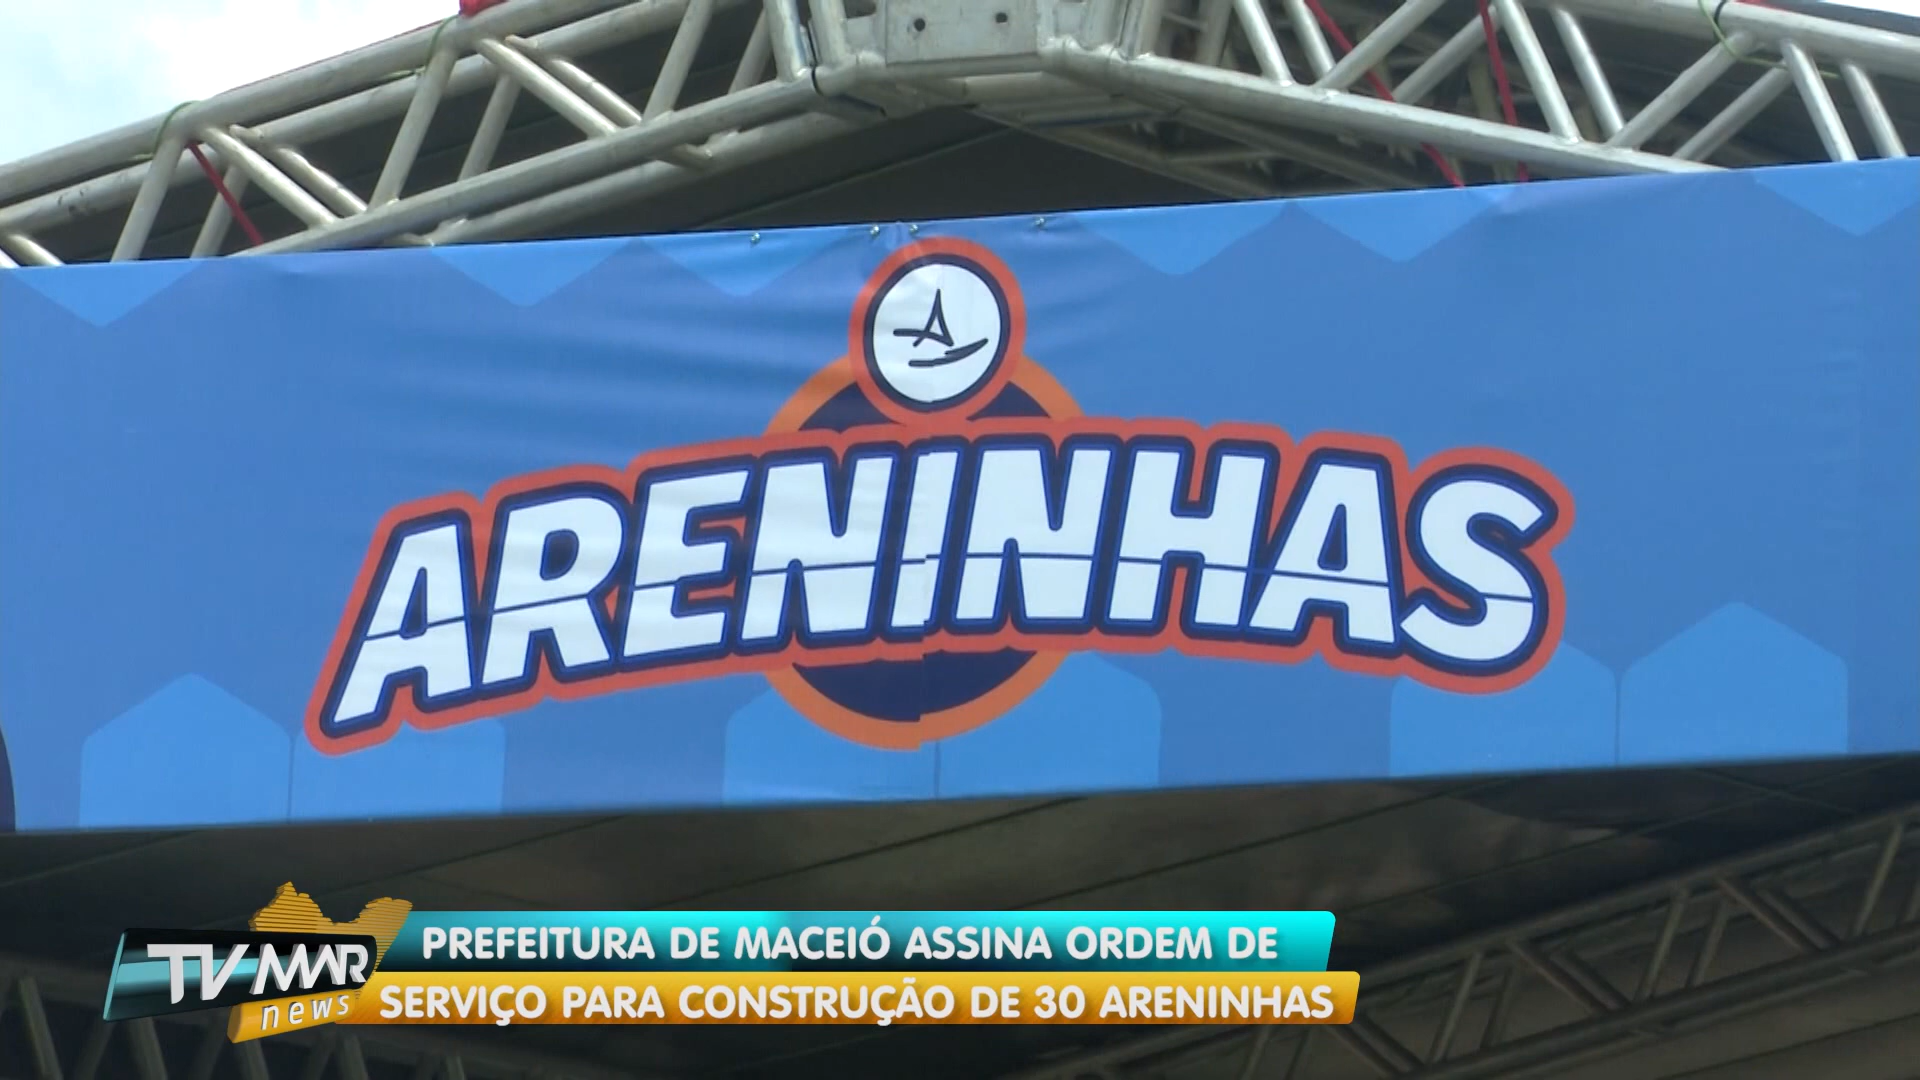 ARENINHAS
TV MAR
news
PREFEITURA DE MACEIÓ ASSINA ORDEM DE
SERVIÇO PARA CONSTRUÇÃO DE 30 ARENINHAS